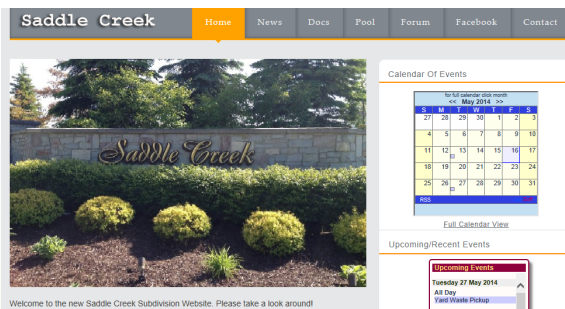 Saddle Creek
Home News Docs Pool Forum Facebook Contact
Saddle Creek
Welcome to the new Saddle Creek Subdivision Website. Please take a look around!
Calendar Of Events
for full calendar click month
<< May 2014 >>
S M T W T F S
27 28 29 30 1 2 3
4 5 6 7 8 9 10
11 12 13 14 15 16 17
18 19 20 21 22 23 24
25 26 27 28 29 30 31
RSS
Full Calendar View
Upcoming/Recent Events
Upcoming Events
Tuesday 27 May 2014
All Day
Yard Waste Pickup